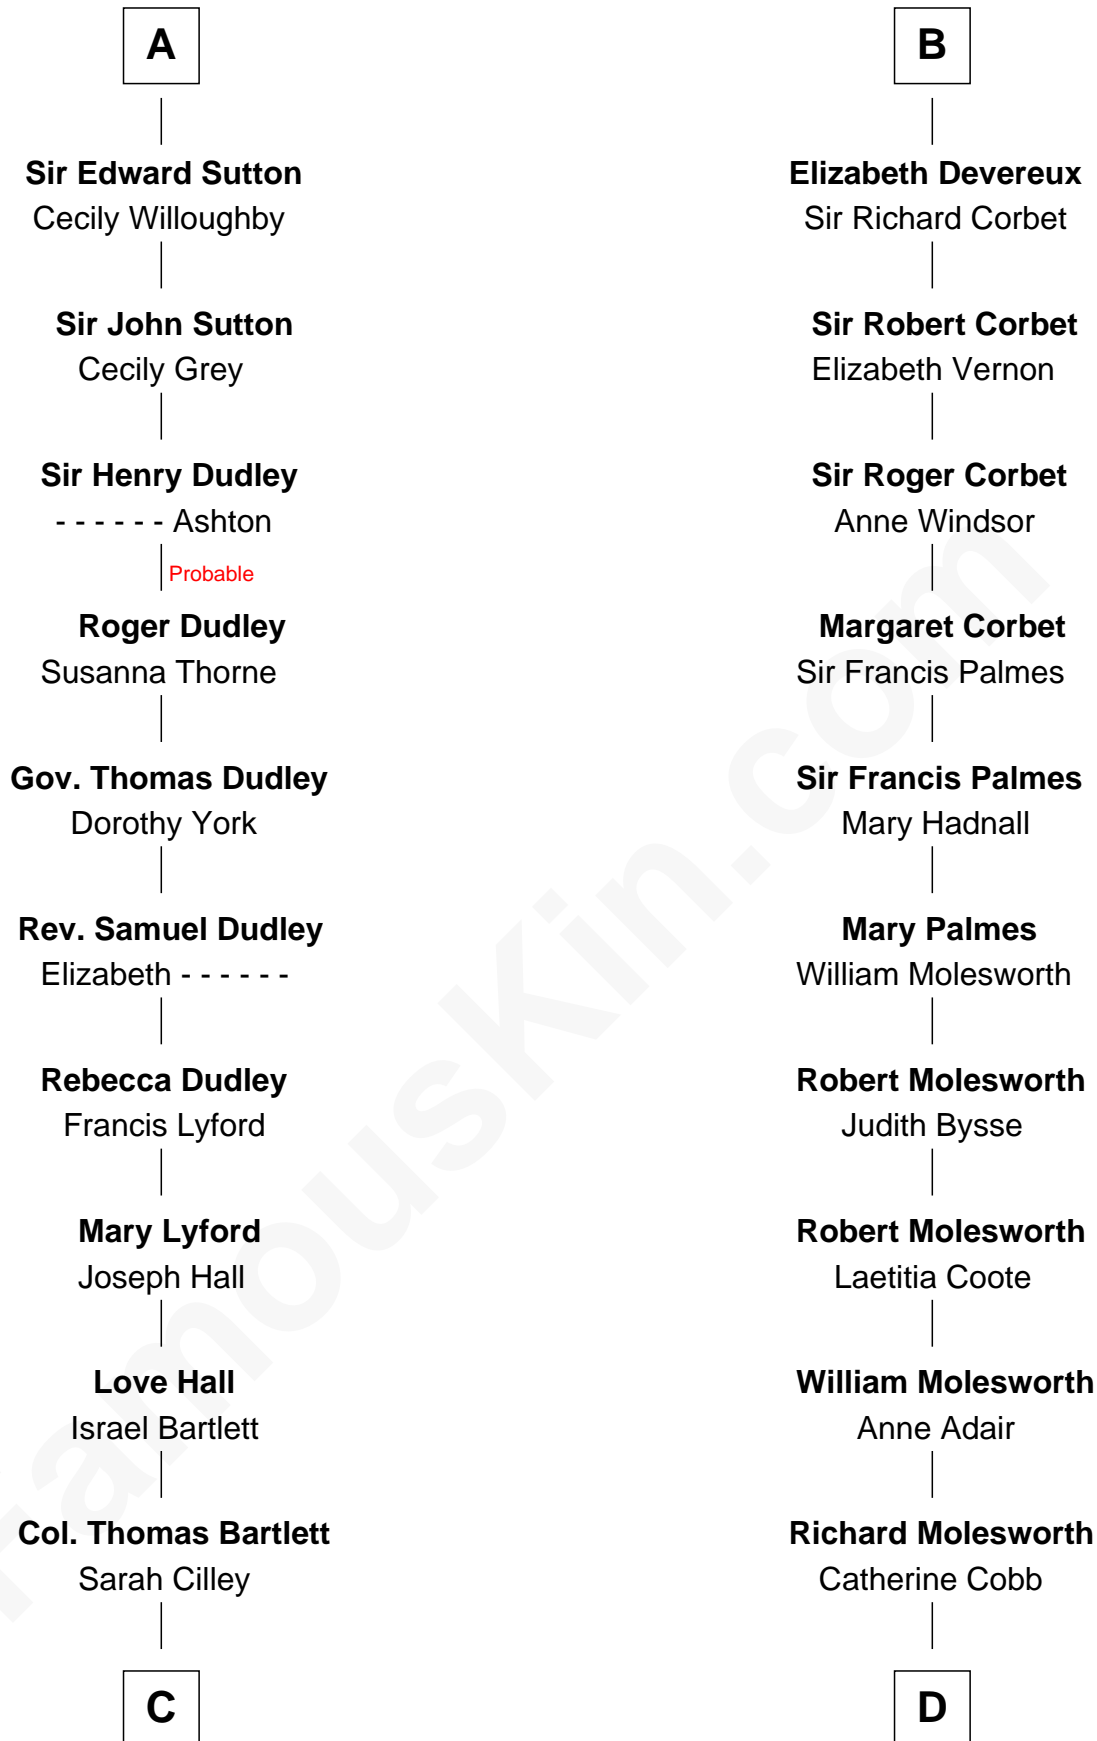 A
Sir Edward Sutton
Cecily Willoughby
Sir John Sutton
Cecily Grey
Sir Henry Dudley
- - - - - - Ashton
Probable
Roger Dudley
Susanna Thorne
Gov. Thomas Dudley
Dorothy York
Rev. Samuel Dudley
Elizabeth - - - - - -
Rebecca Dudley
Francis Lyford
Mary Lyford
Joseph Hall
Love Hall
Israel Bartlett
Col. Thomas Bartlett
Sarah Cilley
C
B
Elizabeth Devereux
Sir Richard Corbet
Sir Robert Corbet
Elizabeth Vernon
Sir Roger Corbet
Anne Windsor
Margaret Corbet
Sir Francis Palmes
Sir Francis Palmes
Mary Hadnall
Mary Palmes
William Molesworth
Robert Molesworth
Judith Bysse
Robert Molesworth
Laetitia Coote
William Molesworth
Anne Adair
Richard Molesworth
Catherine Cobb
D
FamousKin.com